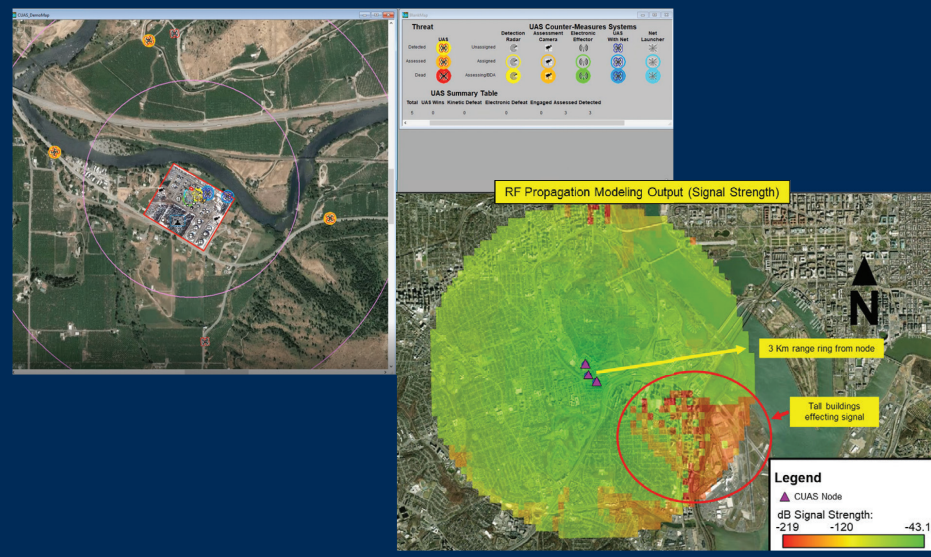 CUAS_DemoMap
Threat
UAS Counter-Measures Systems
UAS
Detection Radar
Assessment Camera
Electronic Effector
UAS With Net
Net Launcher
Detected
Unassigned
Assessed
Assigned
Dead
Assessing/BDA
UAS Summary Table
Total UAS Wins Kinetic Defeat Electronic Defeat Engaged Assessed Detected
RF Propagation Modeling Output (Signal Strength)
N
3 Km range ring from node
Tall buildings
effecting signal
Legend
CUAS Node
dB Signal Strength:
-219 -120 -43.1